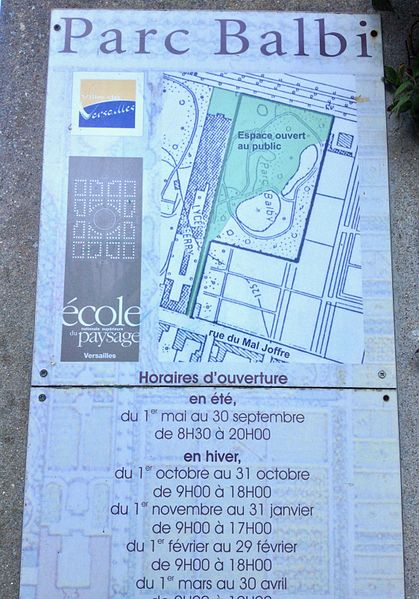 Parc Balbi
Ville de
Versailles
Espace ouvert
au public
Parc Balbi
LYCÉE
rue du Mal Joffre
école
nationale supérieure
du paysage
Versailles
Horaires d'ouverture
en été,
du 1er mai au 30 septembre
de 8H30 à 20H00
en hiver,
du 1er octobre au 31 octobre
de 9H00 à 18H00
du 1er novembre au 31 janvier
de 9H00 à 17H00
du 1er février au 29 février
de 9H00 à 18H00
du 1er mars au 30 avril